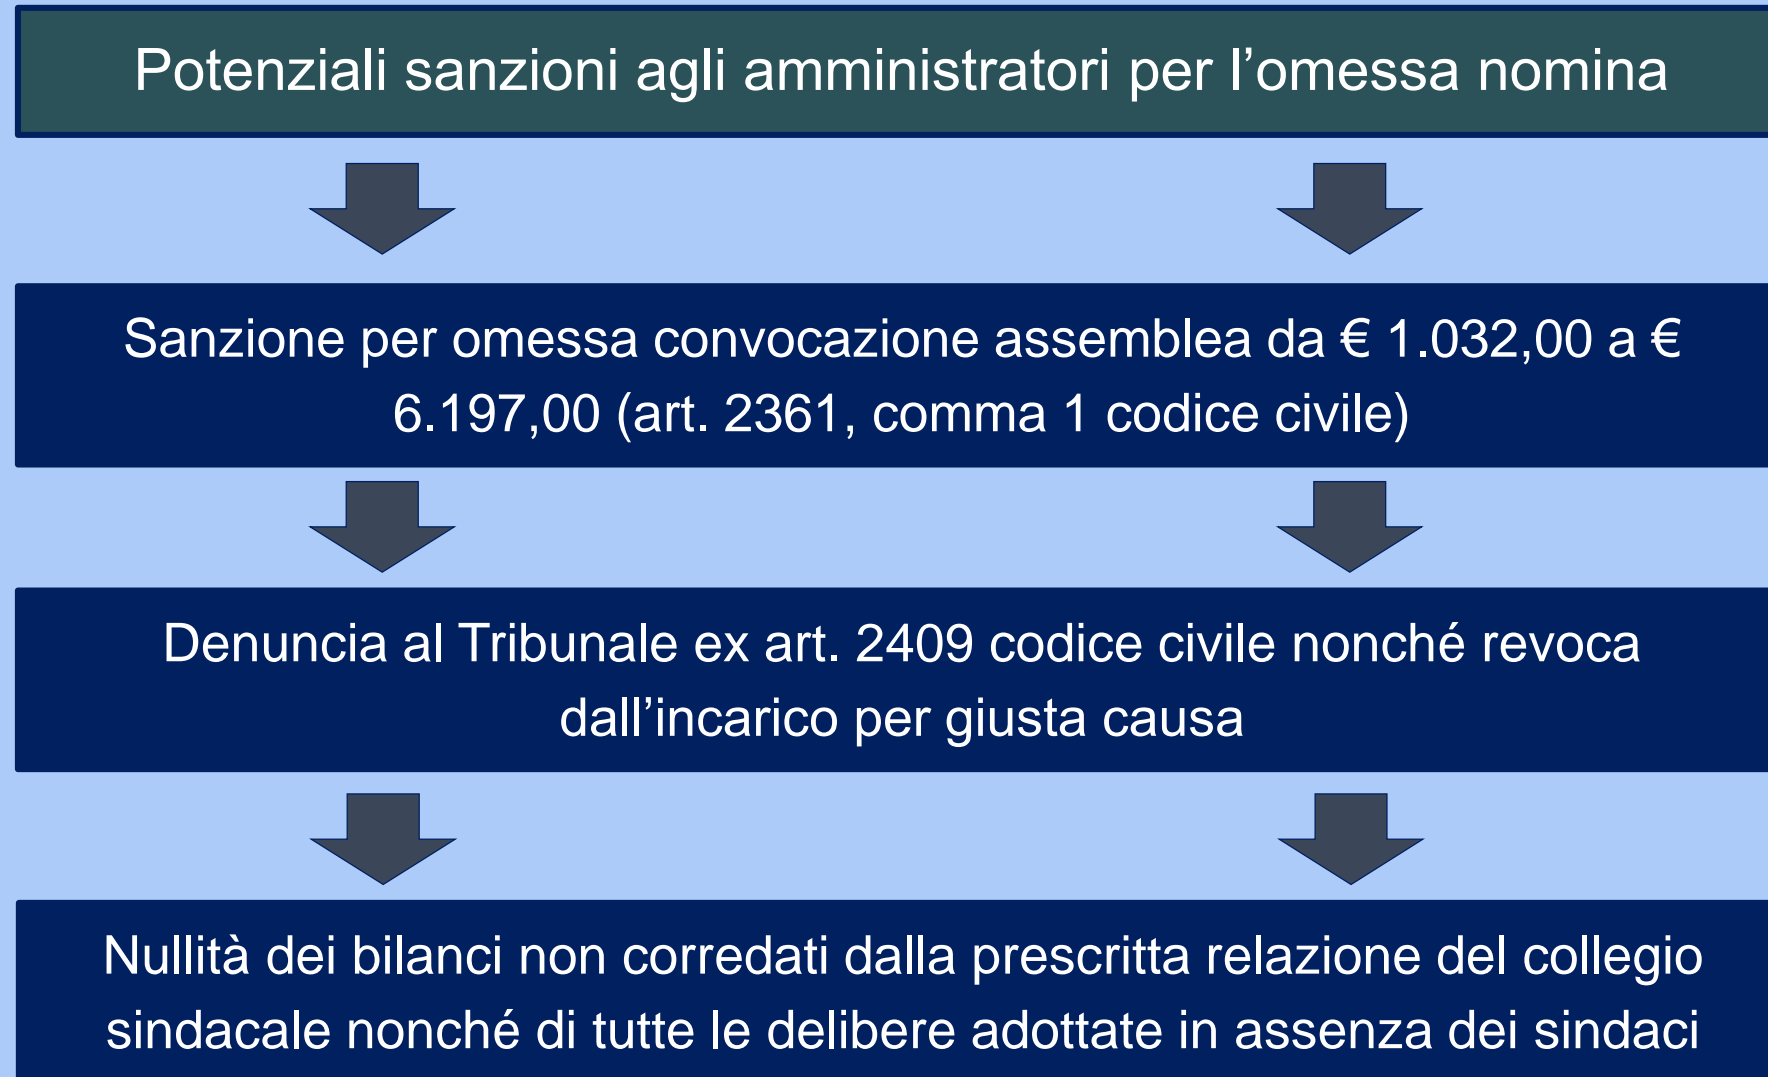 Potenziali sanzioni agli amministratori per l’omessa nomina
Sanzione per omessa convocazione assemblea da € 1.032,00 a €
6.197,00 (art. 2361, comma 1 codice civile)
Denuncia al Tribunale ex art. 2409 codice civile nonché revoca
dall’incarico per giusta causa
Nullità dei bilanci non corredati dalla prescritta relazione del collegio
sindacale nonché di tutte le delibere adottate in assenza dei sindaci